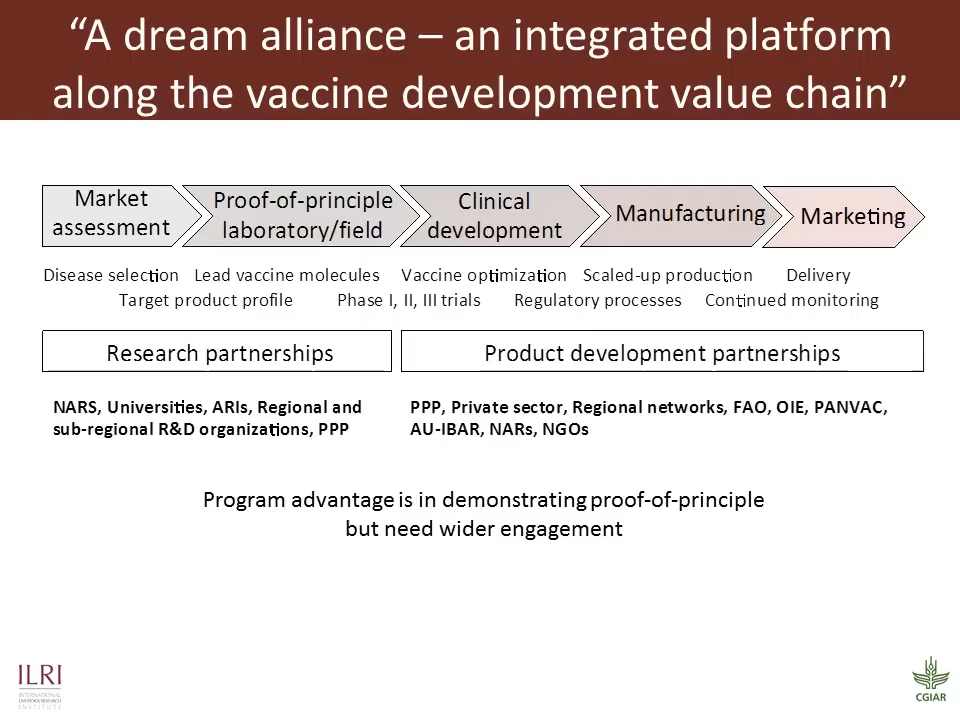 “A dream alliance – an integrated platform
along the vaccine development value chain”
Market
assessment
Proof-of-principle
laboratory/field
Clinical
development
Manufacturing
Marketing
Disease selection Lead vaccine molecules Vaccine optimization Scaled-up production Delivery
Target product profile Phase I, II, III trials Regulatory processes Continued monitoring
Research partnerships
Product development partnerships
NARS, Universities, ARIs, Regional and
sub-regional R&D organizations, PPP
PPP, Private sector, Regional networks, FAO, OIE, PANVAC,
AU-IBAR, NARs, NGOs
Program advantage is in demonstrating proof-of-principle
but need wider engagement
ILRI
INTERNATIONAL
LIVESTOCK RESEARCH
INSTITUTE
CGIAR